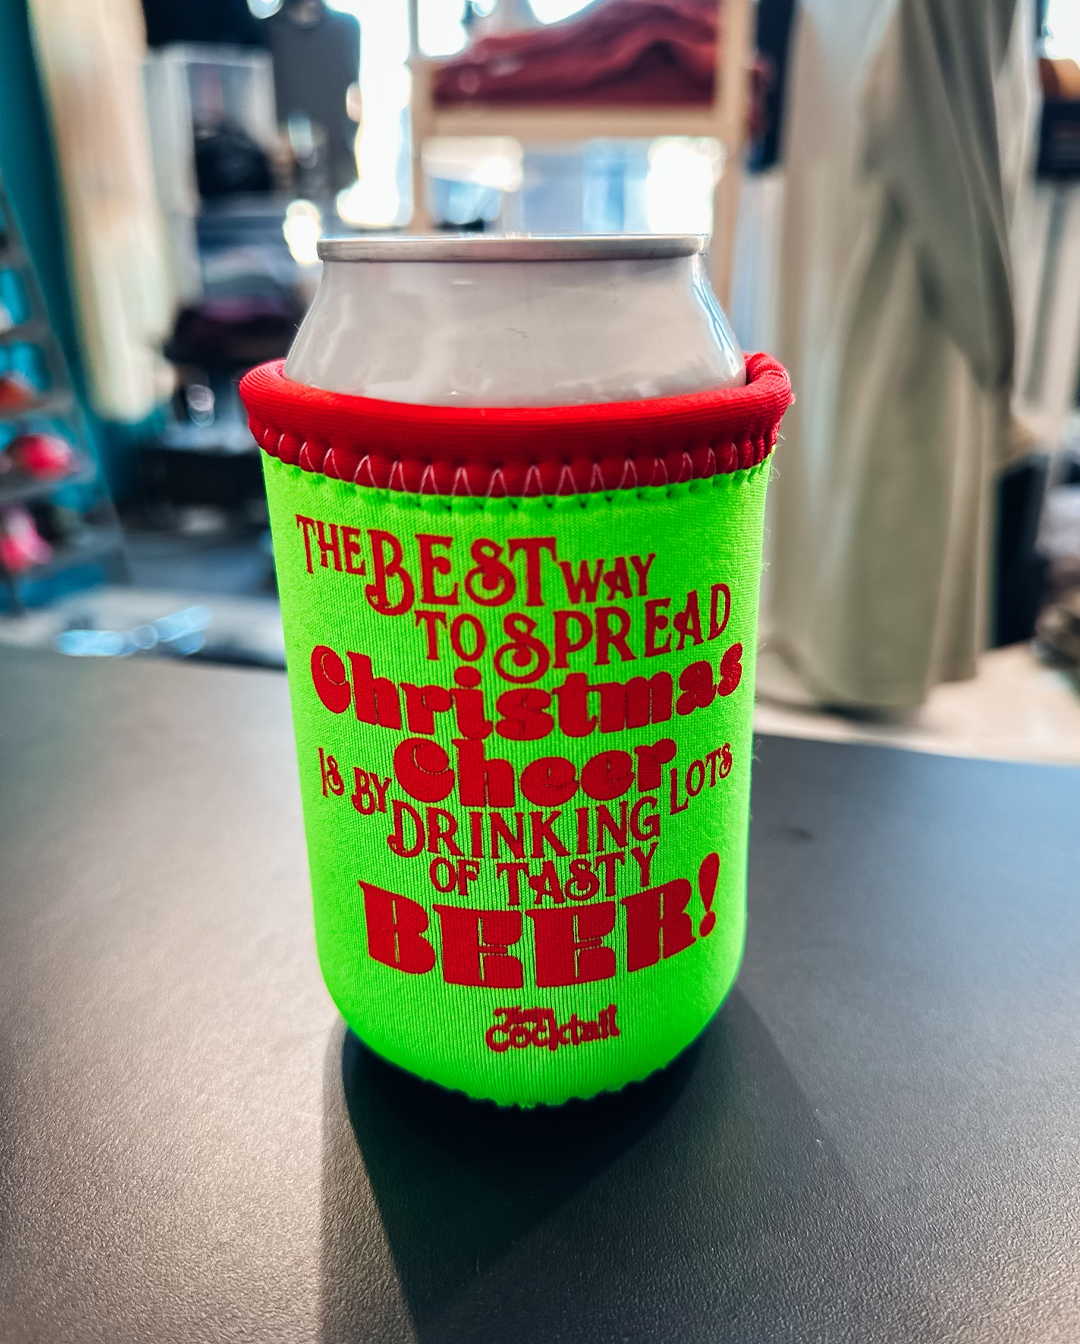 THE BEST WAY
TO SPREAD
Christmas
Cheer
Is BY DRINKING LOTS
OF TASTY
BEER!
Cocktail